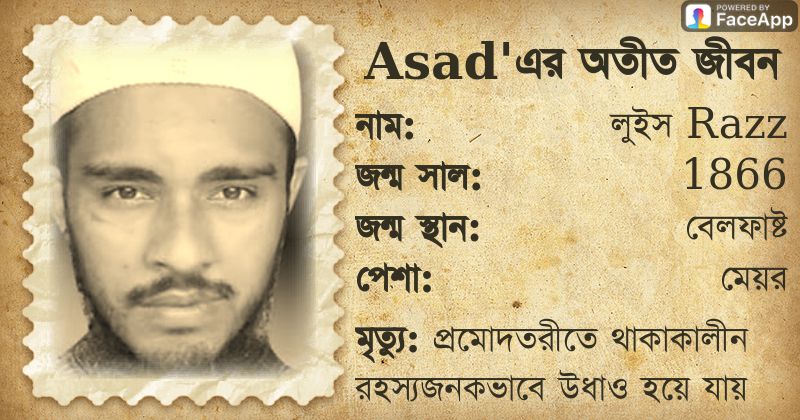 POWERED BY
FaceApp
Asad'এর অতীত জীবন
নাম: লুইস Razz
জন্ম সাল: 1866
জন্ম স্থান: বেলফাষ্ট
পেশা: মেয়র
মৃত্যু: প্রমোদতরীতে থাকাকালীন
রহস্যজনকভাবে উধাও হয়ে যায়